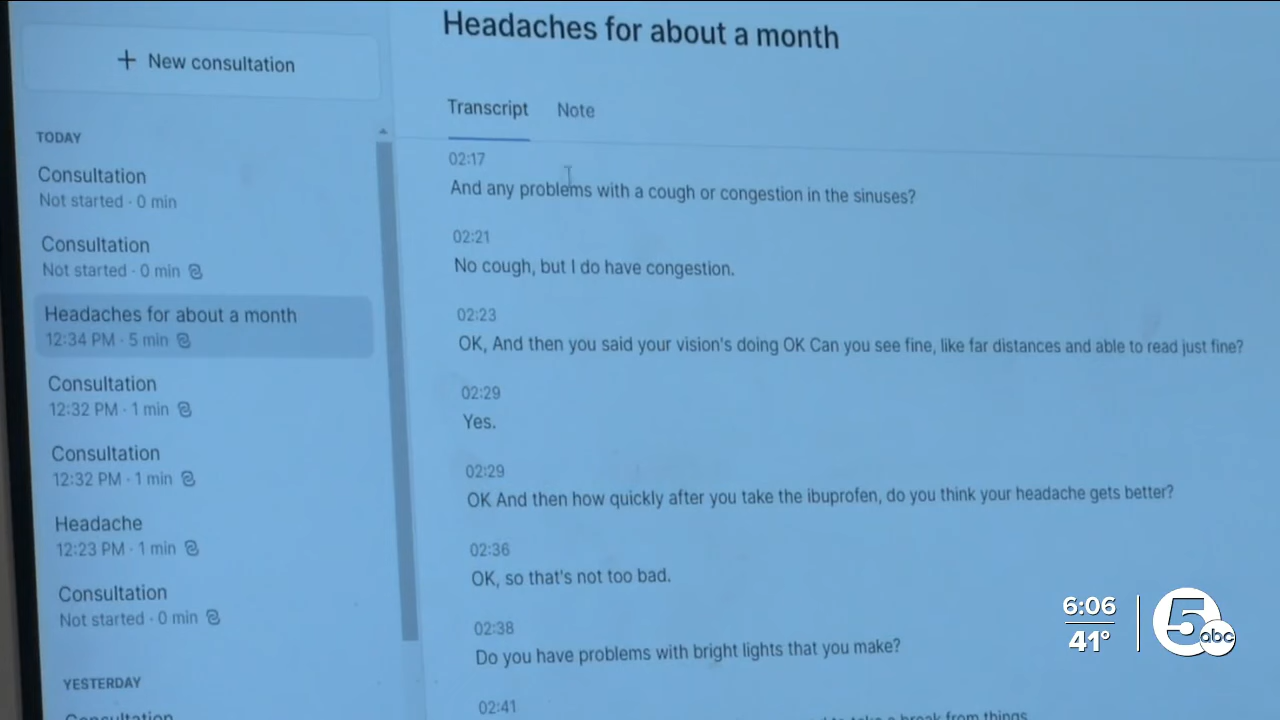 + New consultation
TODAY
Consultation
Not started · 0 min
Consultation
Not started · 0 min
Headaches for about a month
12:34 PM · 5 min
Consultation
12:32 PM · 1 min
Consultation
12:32 PM · 1 min
Headache
12:23 PM · 1 min
Consultation
Not started · 0 min
YESTERDAY
Consultation
Headaches for about a month
Transcript Note
02:17
And any problems with a cough or congestion in the sinuses?
02:21
No cough, but I do have congestion.
02:23
OK, And then you said your vision's doing OK Can you see fine, like far distances and able to read just fine?
02:29
Yes.
02:29
OK And then how quickly after you take the ibuprofen, do you think your headache gets better?
02:36
OK, so that's not too bad.
02:38
Do you have problems with bright lights that you make?
02:41
take a break from things
6:06
41°
5
abc